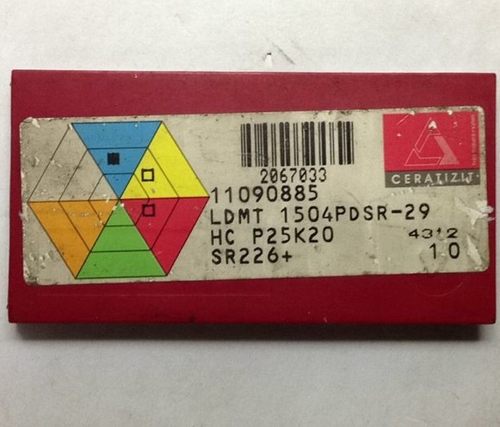 2067033
11090885
CERATIZIT
LDMT 1504PDSR-29
HC P25K20
4312
SR226+
10